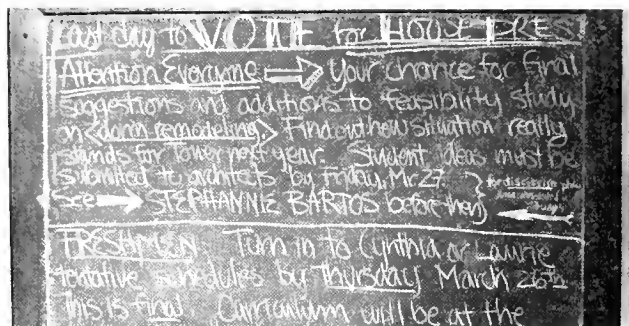 Last day to VOTE for HOUSE PRES
Attention Everyone → Your chance for final
suggestions and additions to feasibility study
on <dorm remodeling.> Find out how situation really
stands for tower next year. Student ideas must be
submitted to architects by Friday, Mr. 27.
See → STEPHANNIE BARTOS before then
for discussion
FRESHMEN Turn in to Cynthia or Laurie
tentative schedules by Thursday March 26th
This is final Curriculum will be at the